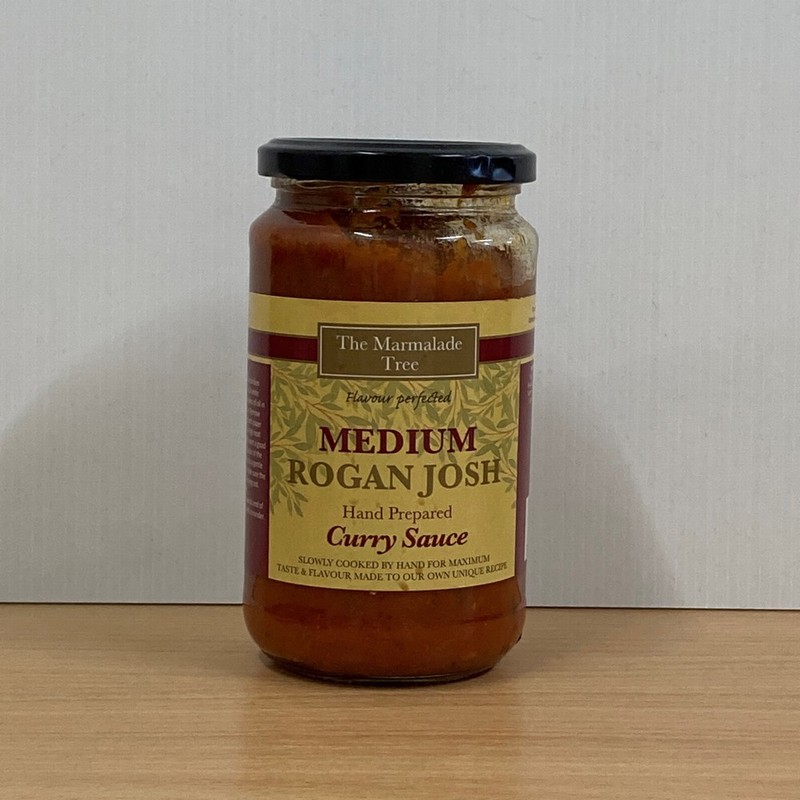 The Marmalade
Tree
Flavour perfected
MEDIUM
ROGAN JOSH
Hand Prepared
Curry Sauce
SLOWLY COOKED BY HAND FOR MAXIMUM
TASTE & FLAVOUR MADE TO OUR OWN UNIQUE RECIPE